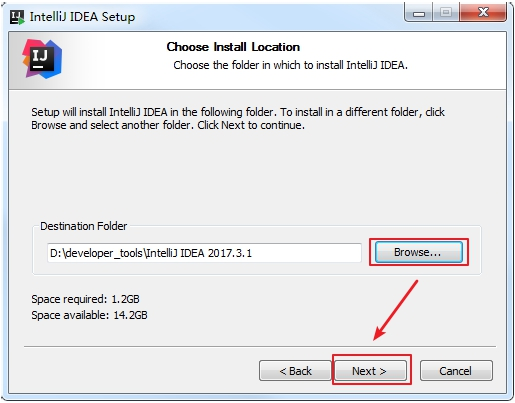 IntelliJ IDEA Setup
IJ
Choose Install Location
Choose the folder in which to install IntelliJ IDEA.
Setup will install IntelliJ IDEA in the following folder. To install in a different folder, click
Browse and select another folder. Click Next to continue.
Destination Folder
D:\developer_tools\IntelliJ IDEA 2017.3.1
Browse...
Space required: 1.2GB
Space available: 14.2GB
< Back
Next >
Cancel